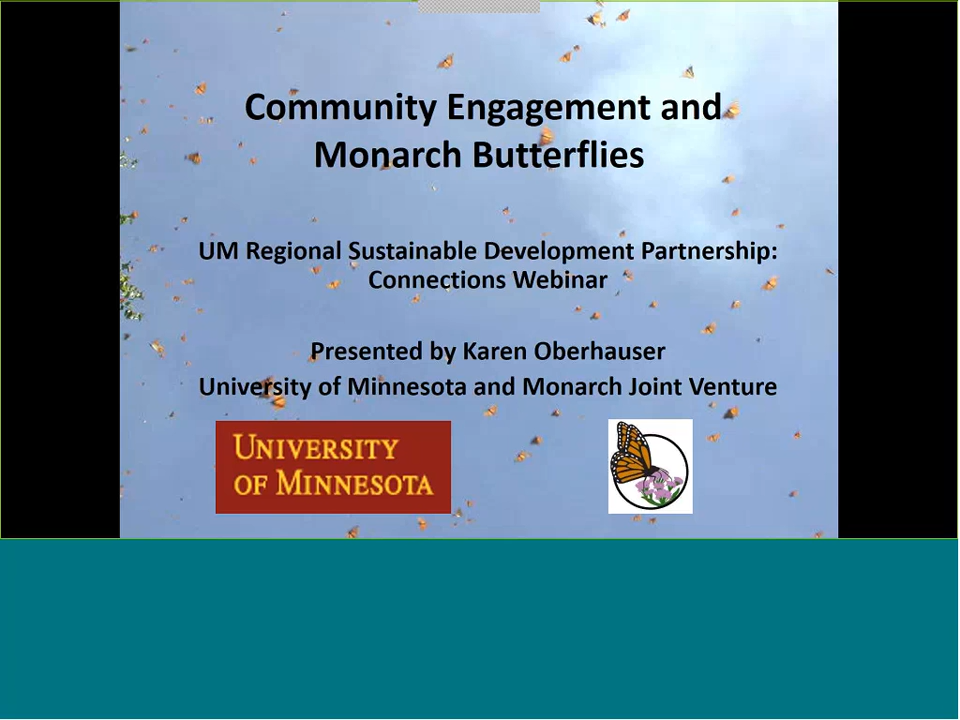 Community Engagement and
Monarch Butterflies
UM Regional Sustainable Development Partnership:
Connections Webinar
Presented by Karen Oberhauser
University of Minnesota and Monarch Joint Venture
UNIVERSITY
OF MINNESOTA